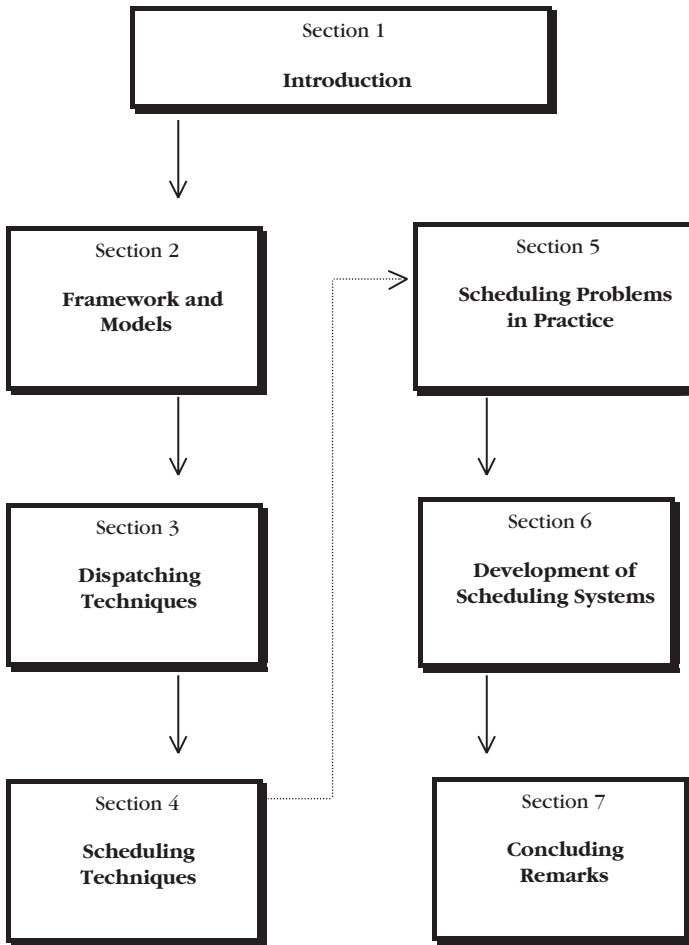 Section 1
Introduction
Section 2
Framework and
Models
Section 3
Dispatching
Techniques
Section 4
Scheduling
Techniques
Section 5
Scheduling Problems
in Practice
Section 6
Development of
Scheduling Systems
Section 7
Concluding
Remarks